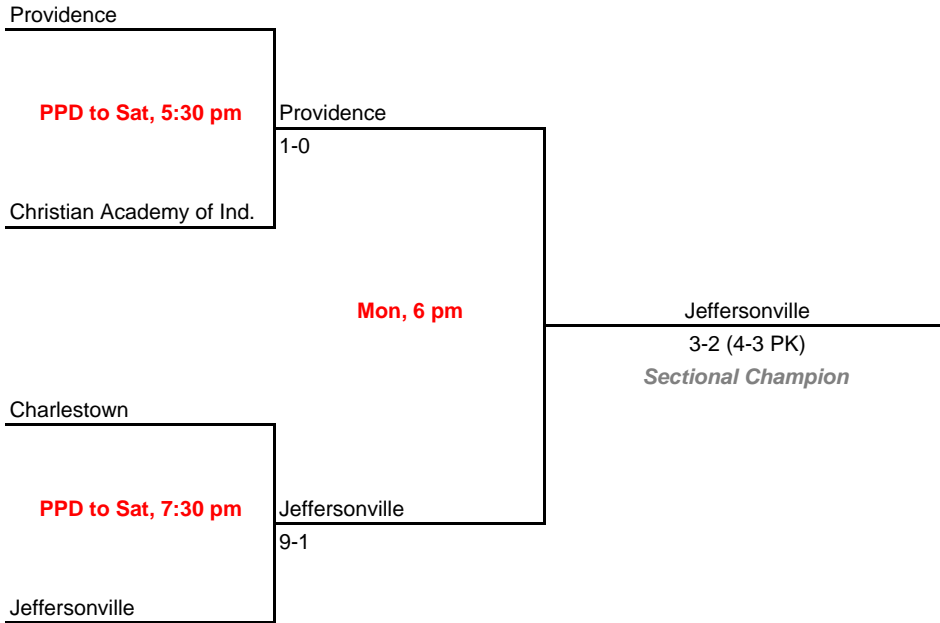 Providence
PPD to Sat, 5:30 pm
Providence
1-0
Christian Academy of Ind.
Mon, 6 pm
Jeffersonville
3-2 (4-3 PK)
Sectional Champion
Charlestown
PPD to Sat, 7:30 pm
Jeffersonville
9-1
Jeffersonville